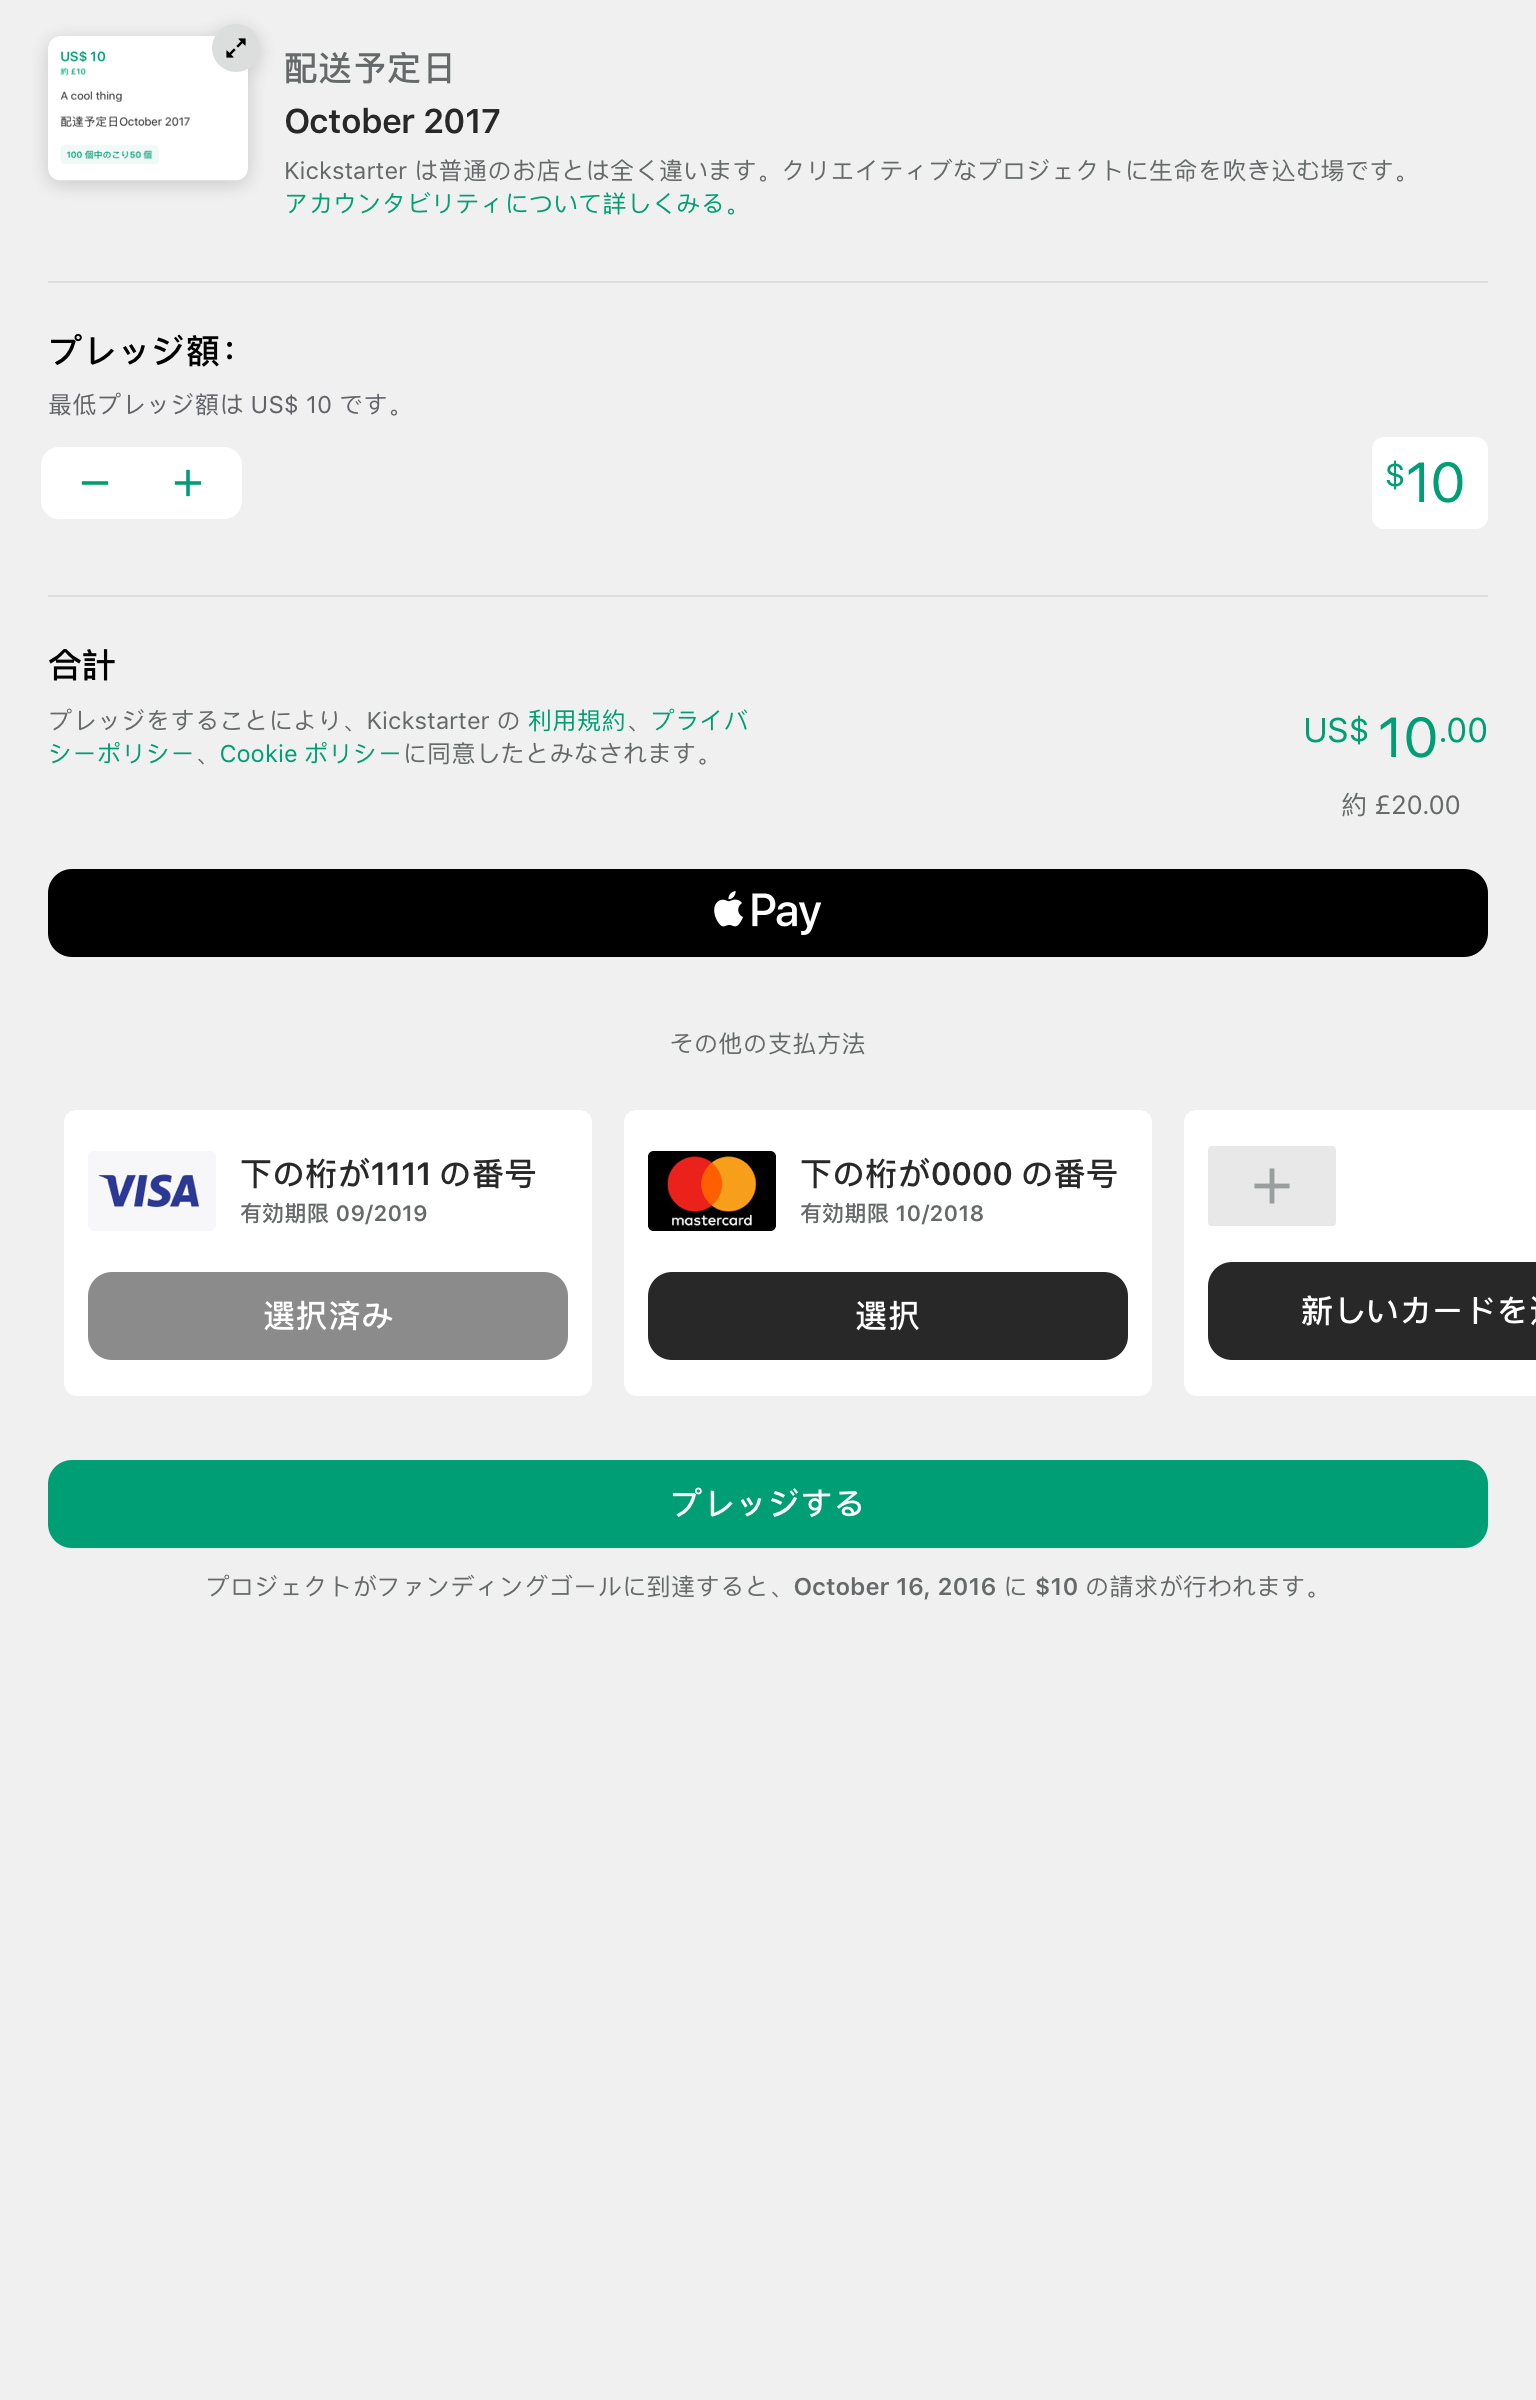 US$ 10
約 £10
A cool thing
配達予定日October 2017
100 個中のこり50 個
配送予定日
October 2017
Kickstarter は普通のお店とは全く違います。クリエイティブなプロジェクトに生命を吹き込む場です。
アカウンタビリティについて詳しくみる。
プレッジ額：
最低プレッジ額は US$ 10 です。
$10
合計
プレッジをすることにより、Kickstarter の 利用規約、プライバ
シーポリシー、Cookie ポリシーに同意したとみなされます。
US$ 10.00
約 £20.00
Pay
その他の支払方法
VISA
下の桁が1111 の番号
有効期限 09/2019
選択済み
mastercard
下の桁が0000 の番号
有効期限 10/2018
選択
新しいカードを
プレッジする
プロジェクトがファンディングゴールに到達すると、October 16, 2016 に $10 の請求が行われます。